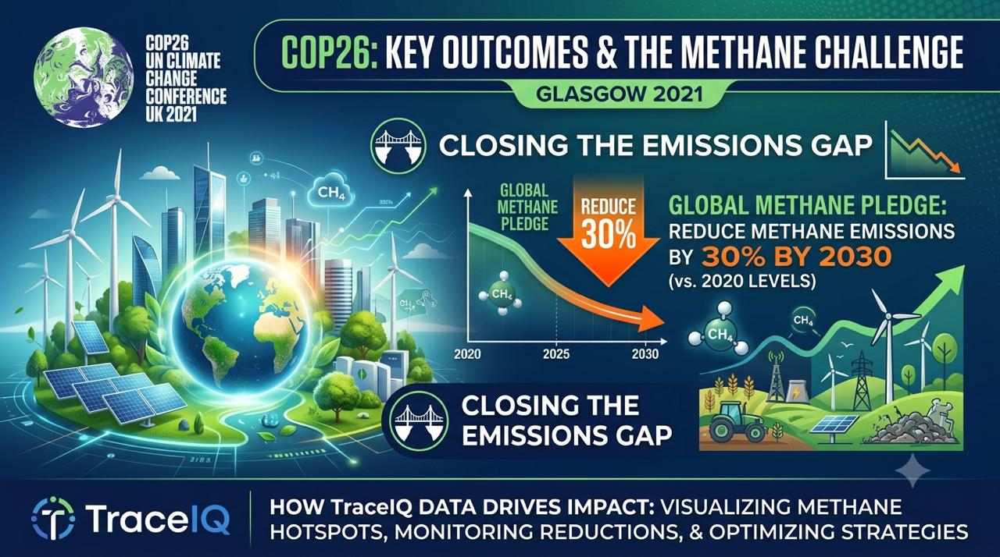 COP26
UN CLIMATE
CHANGE
CONFERENCE
UK 2021
COP26: KEY OUTCOMES & THE METHANE CHALLENGE
GLASGOW 2021
CLOSING THE EMISSIONS GAP
CH₄
GLOBAL
METHANE
PLEDGE
REDUCE
30%
CH₄
2020
2025
2030
GLOBAL METHANE PLEDGE:
REDUCE METHANE EMISSIONS
BY 30% BY 2030
(vs. 2020 LEVELS)
CH₄
CH₄
CLOSING THE
EMISSIONS GAP
TraceIQ
HOW TraceIQ DATA DRIVES IMPACT: VISUALIZING METHANE
HOTSPOTS, MONITORING REDUCTIONS, & OPTIMIZING STRATEGIES